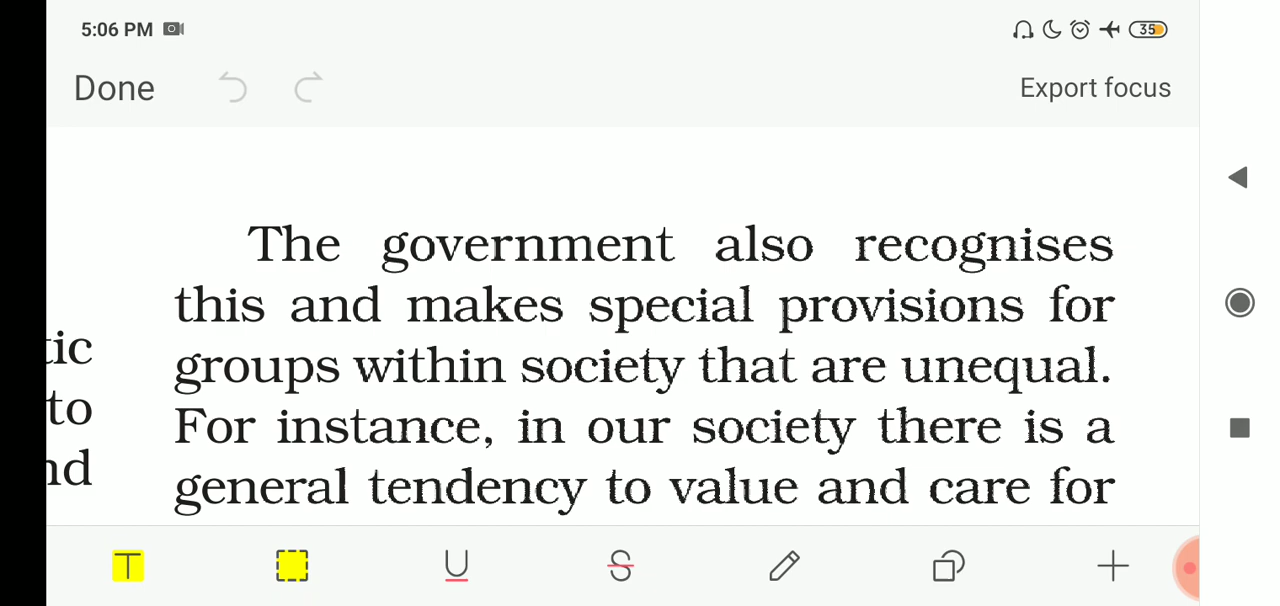 5:06 PM
35
Done
Export focus
tic
to
The government also recognises
this and makes special provisions for
groups within society that are unequal.
For instance, in our society there is a
general tendency to value and care for
T
U
S